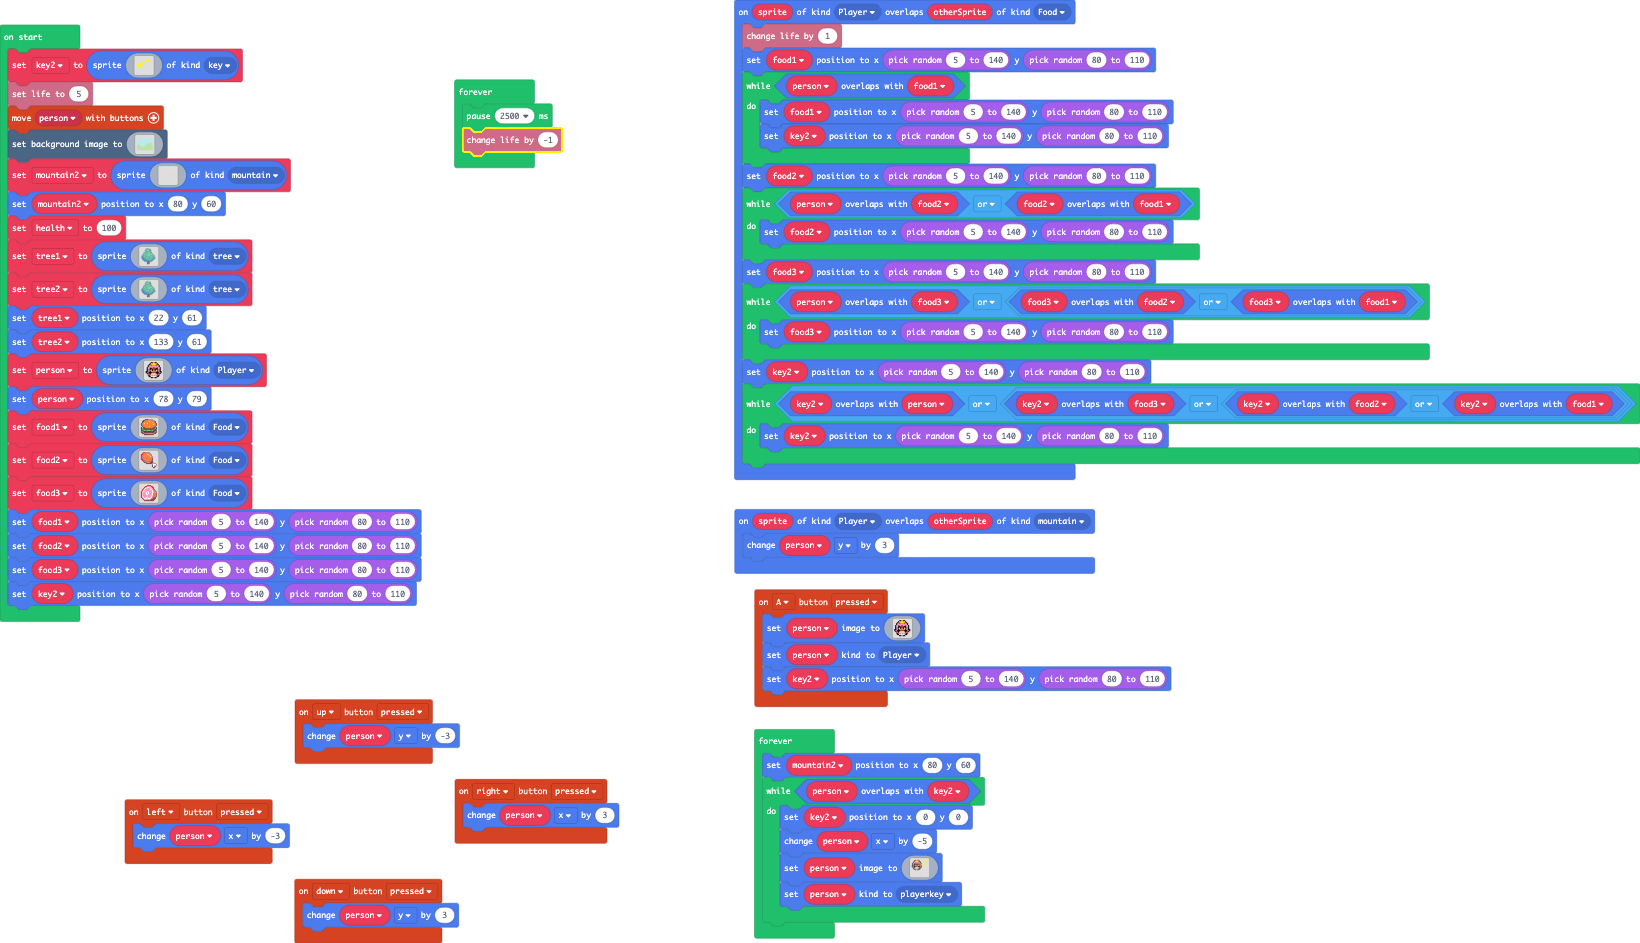 on start
set key2 to sprite of kind key
set life to 5
move person with buttons
set background image to
set mountain2 to sprite of kind mountain
set mountain2 position to x 80 y 60
set health to 100
set tree1 to sprite of kind tree
set tree2 to sprite of kind tree
set tree1 position to x 22 y 61
set tree2 position to x 133 y 61
set person to sprite of kind Player
set person position to x 78 y 79
set food1 to sprite of kind Food
set food2 to sprite of kind Food
set food3 to sprite of kind Food
set food1 position to x pick random 5 to 140 y pick random 80 to 110
set food2 position to x pick random 5 to 140 y pick random 80 to 110
set food3 position to x pick random 5 to 140 y pick random 80 to 110
set key2 position to x pick random 5 to 140 y pick random 80 to 110
forever
pause 2500 ms
change life by -1
on up button pressed
change person y by -3
on left button pressed
change person x by -3
on right button pressed
change person x by 3
on down button pressed
change person y by 3
on sprite of kind Player overlaps otherSprite of kind Food
change life by 1
set food1 position to x pick random 5 to 140 y pick random 80 to 110
while person overlaps with food1
do set food1 position to x pick random 5 to 140 y pick random 80 to 110
set key2 position to x pick random 5 to 140 y pick random 80 to 110
set food2 position to x pick random 5 to 140 y pick random 80 to 110
while person overlaps with food2 or food2 overlaps with food1
do set food2 position to x pick random 5 to 140 y pick random 80 to 110
set food3 position to x pick random 5 to 140 y pick random 80 to 110
while person overlaps with food3 or food3 overlaps with food2 or food3 overlaps with food1
do set food3 position to x pick random 5 to 140 y pick random 80 to 110
set key2 position to x pick random 5 to 140 y pick random 80 to 110
while key2 overlaps with person or key2 overlaps with food3 or key2 overlaps with food2 or key2 overlaps with food1
do set key2 position to x pick random 5 to 140 y pick random 80 to 110
on sprite of kind Player overlaps otherSprite of kind mountain
change person y by 3
on A button pressed
set person image to
set person kind to Player
set key2 position to x pick random 5 to 140 y pick random 80 to 110
forever
set mountain2 position to x 80 y 60
while person overlaps with key2
do set key2 position to x 0 y 0
change person x by -5
set person image to
set person kind to playerkey